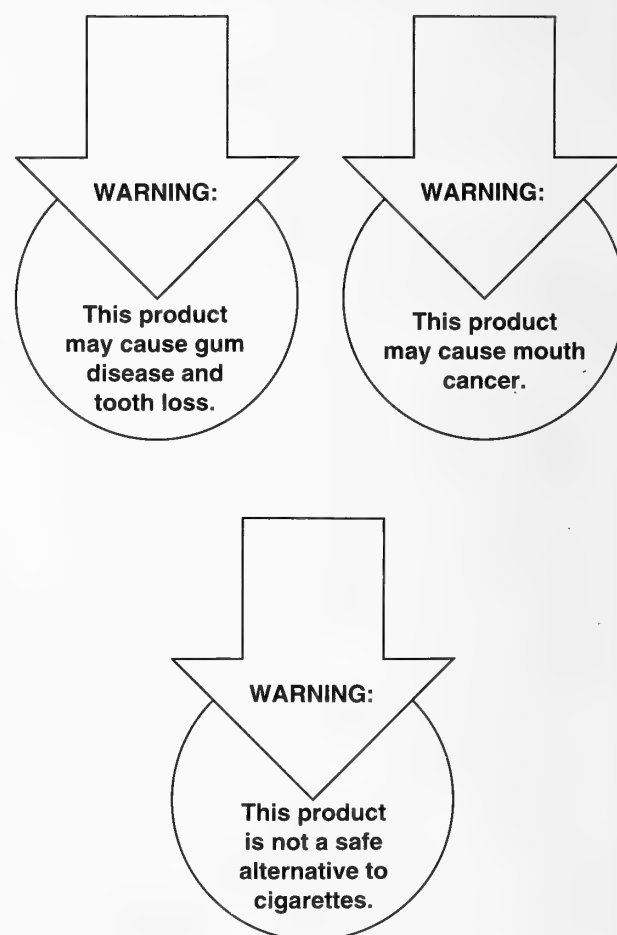 WARNING:
This product
may cause gum
disease and
tooth loss.
WARNING:
This product
may cause mouth
cancer.
WARNING:
This product
is not a safe
alternative to
cigarettes.